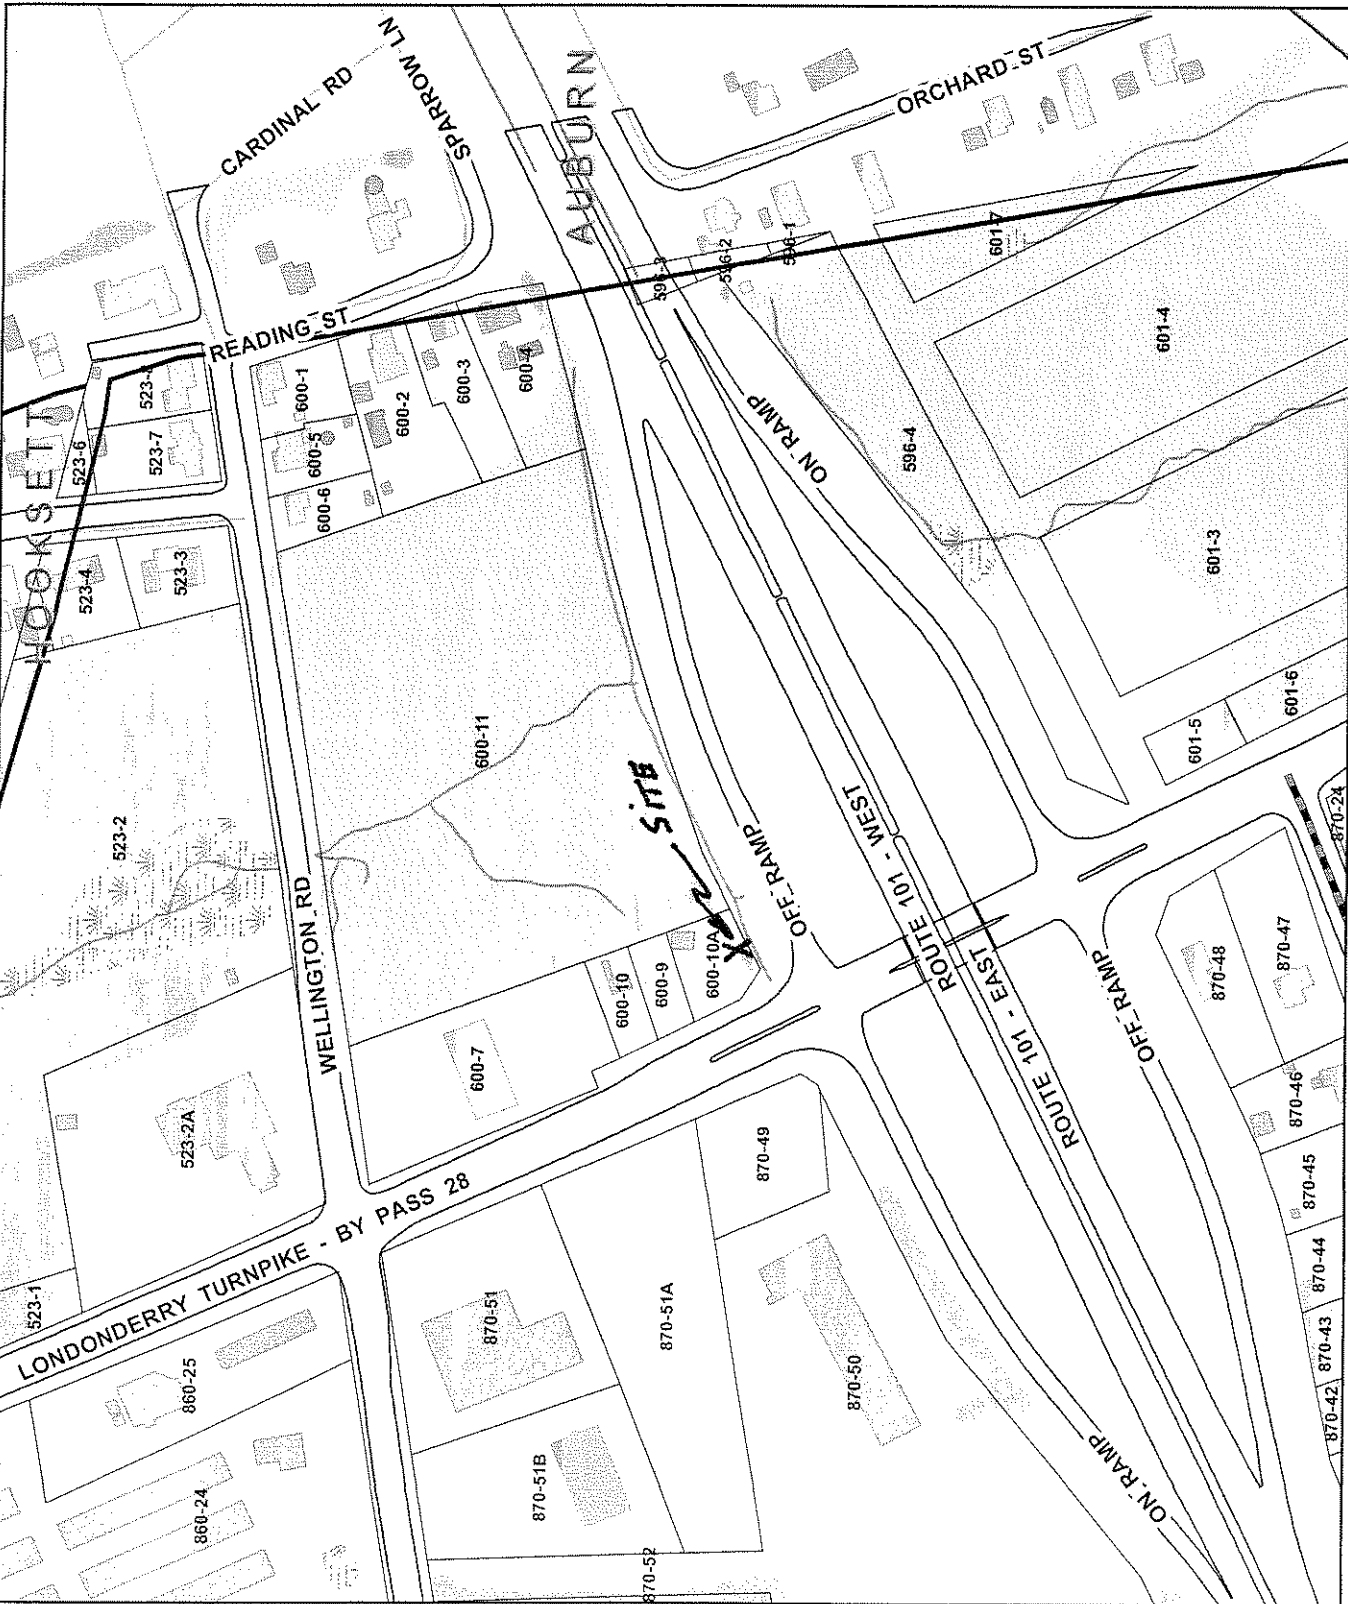 CARDINAL RD
SPARROW LN
AUBURN
ORCHARD ST
READING ST
HOOKSETT
523-6
523-7
600-1
600-2
600-3
600-4
600-5
600-6
596-3
596-2
596-1
601-7
601-4
523-4
523-3
596-4
ON RAMP
601-3
523-2
600-11
SiTE
601-5
601-6
WELLINGTON RD
OFF RAMP
ROUTE 101 - WEST
870-24
523-2A
600-7
600-10
600-9
600-10A
X
ROUTE 101 - EAST
OFF RAMP
870-48
870-47
870-49
870-46
870-45
870-44
870-43
870-42
523-1
LONDONDERRY TURNPIKE - BY PASS 28
870-51
870-51A
870-50
860-25
860-24
870-51B
870-52
ON RAMP